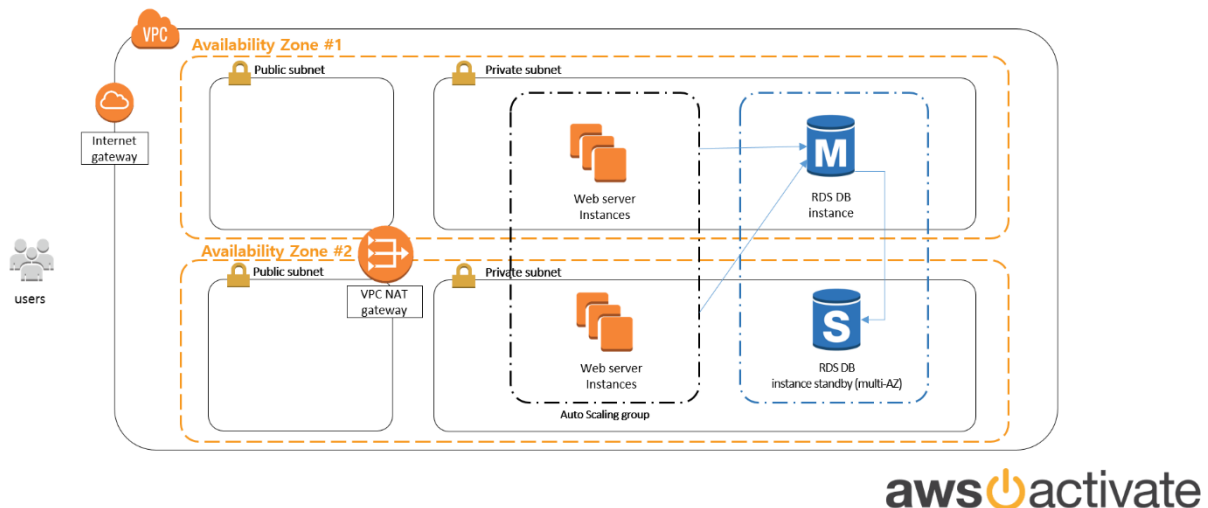 VPC
Availability Zone #1
Public subnet
Private subnet
Internet
gateway
M
Web server
Instances
RDS DB
instance
Availability Zone #2
Public subnet
Private subnet
users
VPC NAT
gateway
S
Web server
Instances
RDS DB
instance standby (multi-AZ)
Auto Scaling group
aws activate